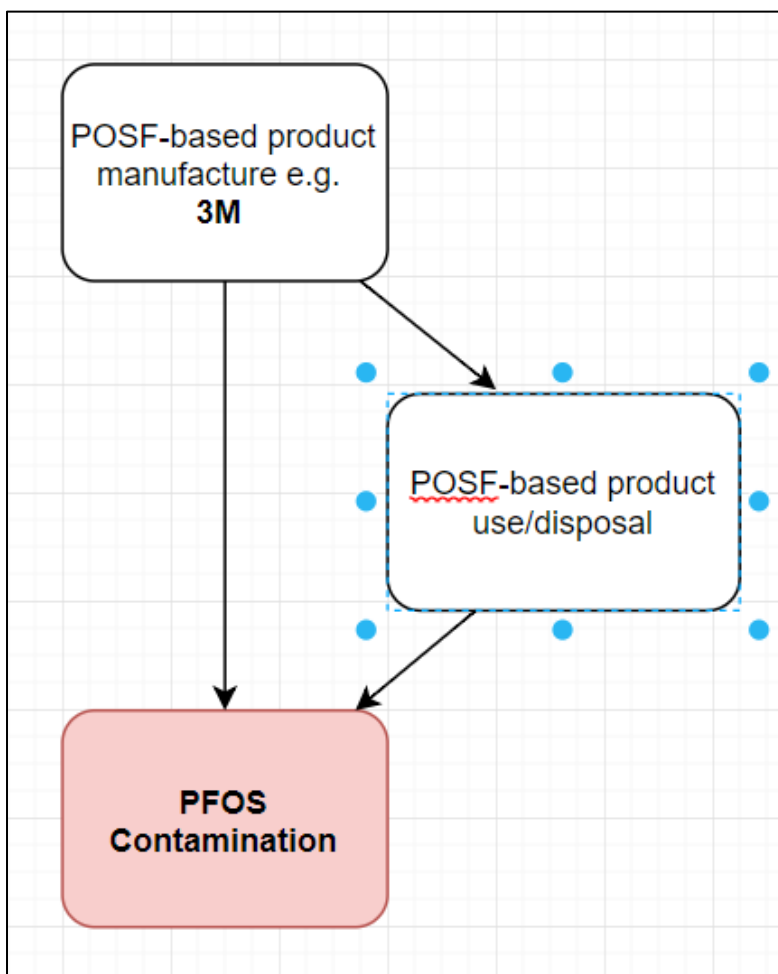 POSF-based product
manufacture e.g.
3M
POSF-based product
use/disposal
PFOS
Contamination